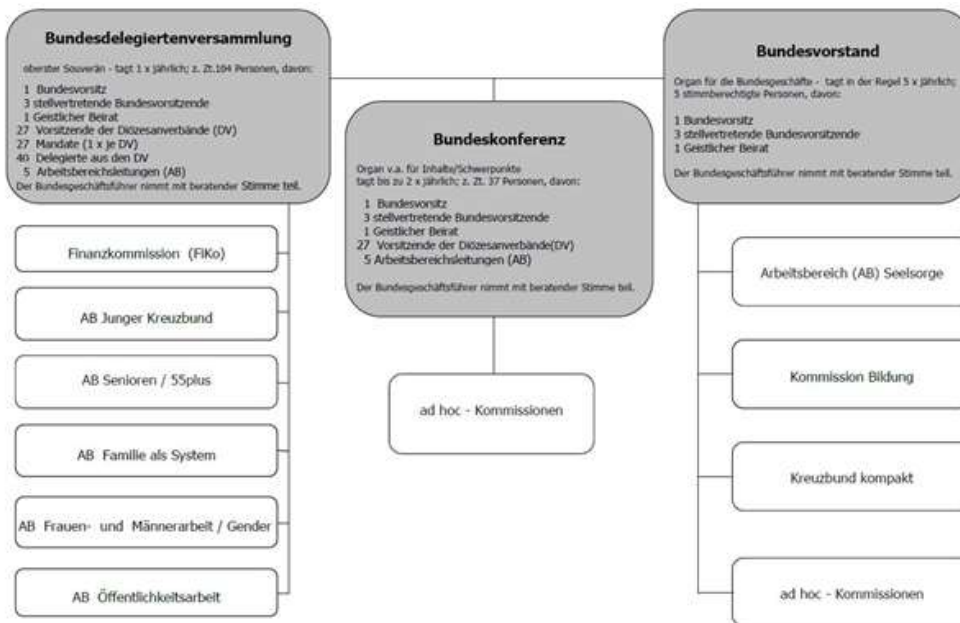 Bundesdelegiertenversammlung
oberster Souverän - tagt 1 x jährlich; z. Zt.104 Personen, davon:
1 Bundesvorsitz
3 stellvertretende Bundesvorsitzende
1 Geistlicher Beirat
27 Vorsitzende der Diözesanverbände (DV)
27 Mandate (1 x je DV)
40 Delegierte aus den DV
5 Arbeitsbereichsleitungen (AB)
Der Bundesgeschäftsführer nimmt mit beratender Stimme teil.
Finanzkommission (FiKo)
AB Junger Kreuzbund
AB Senioren / 55plus
AB Familie als System
AB Frauen- und Männerarbeit / Gender
AB Öffentlichkeitsarbeit
Bundeskonferenz
Organ v.a. für Inhalte/Schwerpunkte
tagt bis zu 2 x jährlich; z. Zt. 37 Personen, davon:
1 Bundesvorsitz
3 stellvertretende Bundesvorsitzende
1 Geistlicher Beirat
27 Vorsitzende der Diözesanverbände(DV)
5 Arbeitsbereichsleitungen (AB)
Der Bundesgeschäftsführer nimmt mit beratender Stimme teil.
ad hoc - Kommissionen
Bundesvorstand
Organ für die Bundesgeschäfte - tagt in der Regel 5 x jährlich;
5 stimmberechtigte Personen, davon:
1 Bundesvorsitz
3 stellvertretende Bundesvorsitzende
1 Geistlicher Beirat
Der Bundesgeschäftsführer nimmt mit beratender Stimme teil.
Arbeitsbereich (AB) Seelsorge
Kommission Bildung
Kreuzbund kompakt
ad hoc - Kommissionen